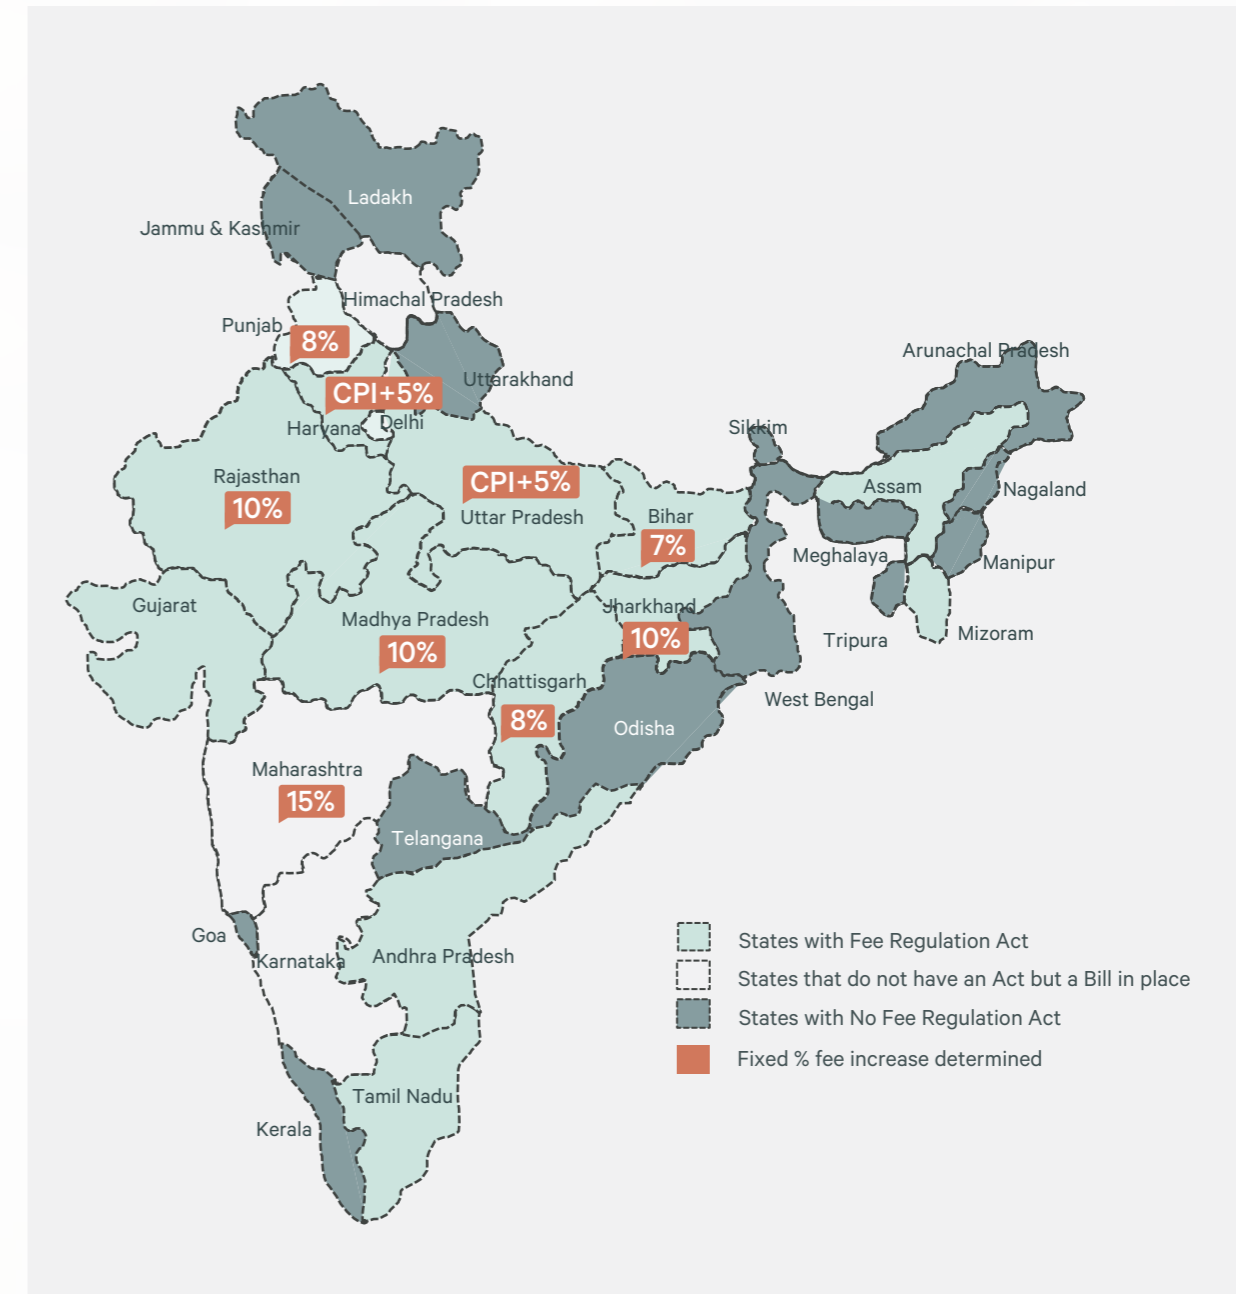 Ladakh
Jammu & Kashmir
Himachal Pradesh
Punjab
8%
Arunachal Pradesh
Uttarakhand
CPI+5%
Haryana
Delhi
Sikkim
Rajasthan
10%
CPI+5%
Uttar Pradesh
Bihar
7%
Assam
Nagaland
Meghalaya
Manipur
Gujarat
Madhya Pradesh
10%
Jharkhand
10%
Tripura
Mizoram
Chhattisgarh
8%
West Bengal
Odisha
Maharashtra
15%
Telangana
Goa
Karnataka
Andhra Pradesh
States with Fee Regulation Act
States that do not have an Act but a Bill in place
States with No Fee Regulation Act
Fixed % fee increase determined
Tamil Nadu
Kerala